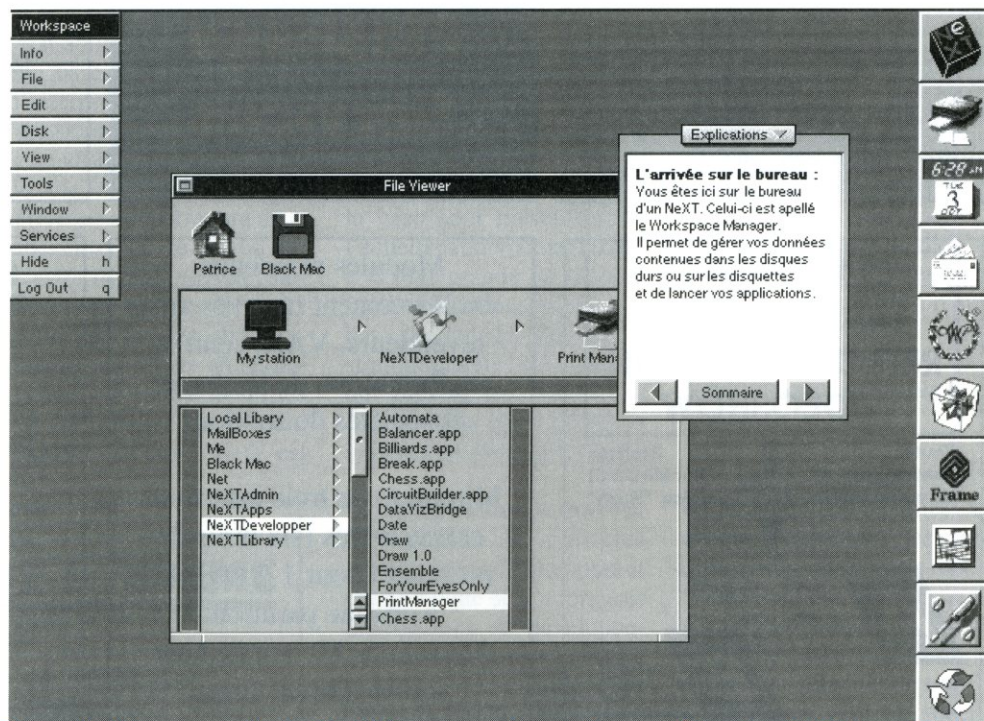 Workspace
Info
File
Edit
Disk
View
Tools
Window
Services
Hide h
Log Out q
File Viewer
Patrice
Black Mac
My station
NeXTDeveloper
Print
Local Libary
MailBoxes
Me
Black Mac
Net
NeXTAdmin
NeXTApps
NeXTDevelopper
NeXTLibrary
Automata
Balancer.app
Billiards.app
Break.app
Chess.app
CircuitBuilder.app
DataVizBridge
Date
Draw
Draw 1.0
Ensemble
ForYourEyesOnly
PrintManager
Chess.app
Explications
L'arrivée sur le bureau :
Vous êtes ici sur le bureau
d'un NeXT. Celui-ci est apellé
le Workspace Manager.
Il permet de gérer vos données
contenues dans les disques
durs ou sur les disquettes
et de lancer vos applications.
Sommaire
NeXT
6:28 AM
TUE
3
OCT
Frame